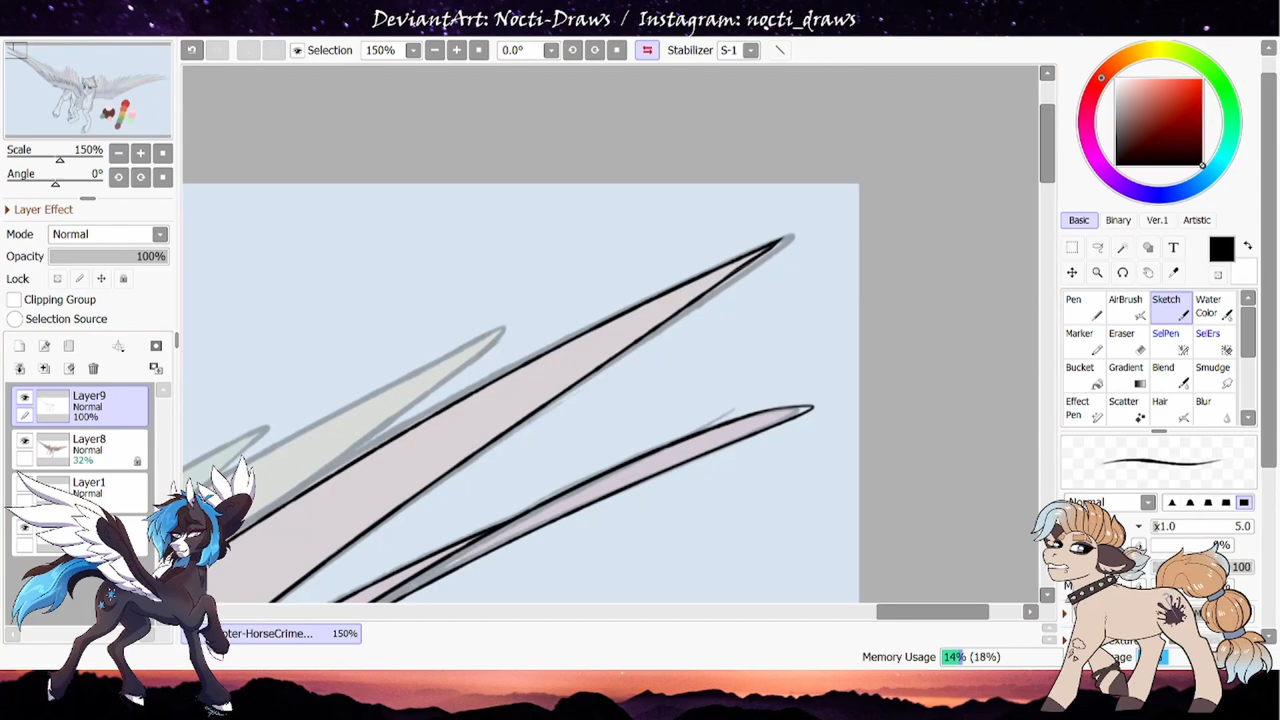 DeviantArt: Nocti-Draws / Instagram: nocti_draws
Selection 150% 0.0° Stabilizer S-1
Scale 150%
Angle 0°
Layer Effect
Mode Normal
Opacity 100%
Lock
Clipping Group
Selection Source
Layer9
Normal
100%
Layer8
Normal
32%
Layer1
Normal
oter-HorseCrime... 150%
Memory Usage 14% (18%)
Basic Binary Ver.1 Artistic
T
Pen AirBrush Sketch Water Color
Marker Eraser SelPen SelErs
Bucket Gradient Blend Smudge
Effect Pen Scatter Hair Blur
Normal
x1.0 5.0
0%
100